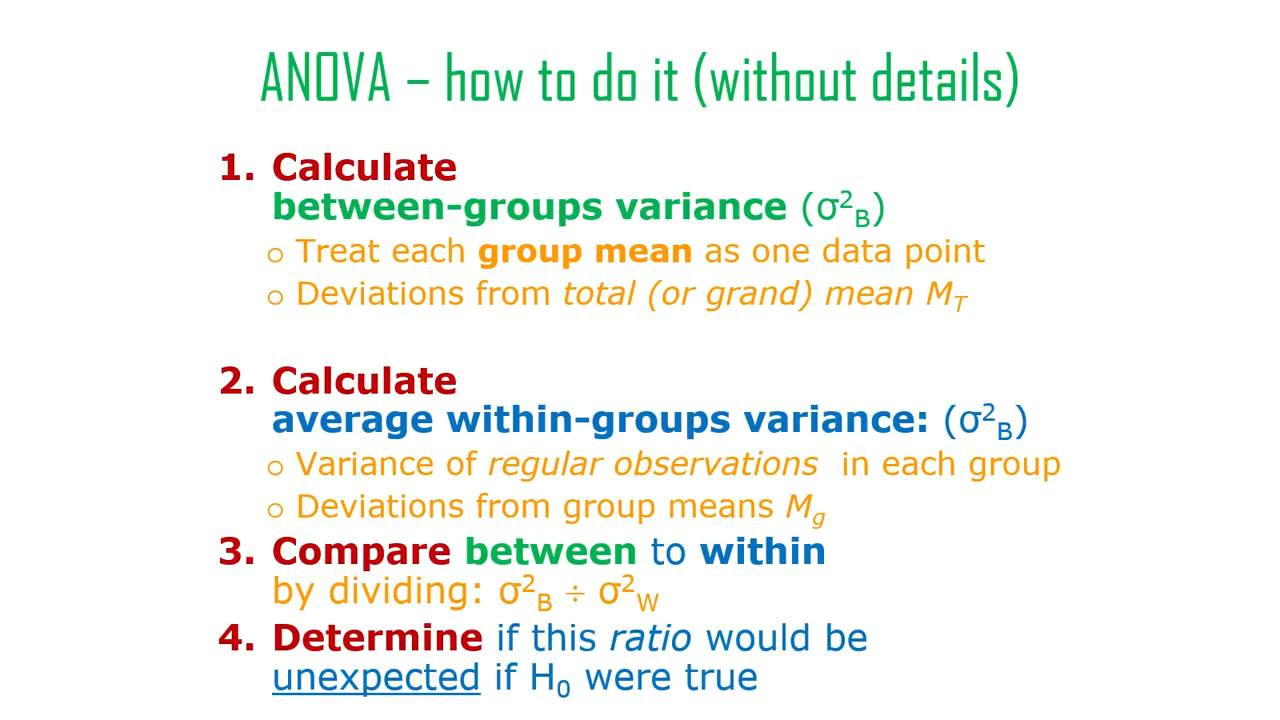 ANOVA – how to do it (without details)
1. Calculate
between-groups variance (σ²B)
o Treat each group mean as one data point
o Deviations from total (or grand) mean MT
2. Calculate
average within-groups variance: (σ²B)
o Variance of regular observations in each group
o Deviations from group means Mg
3. Compare between to within
by dividing: σ²B ÷ σ²W
4. Determine if this ratio would be
unexpected if H₀ were true